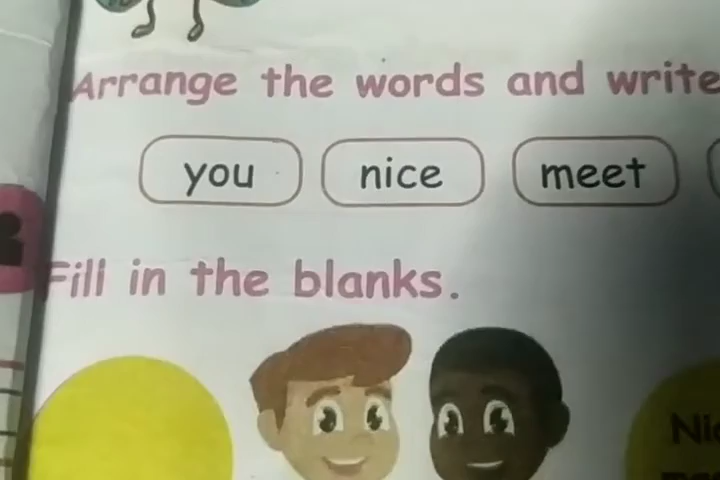 Arrange the words and write
you nice meet
Fill in the blanks.